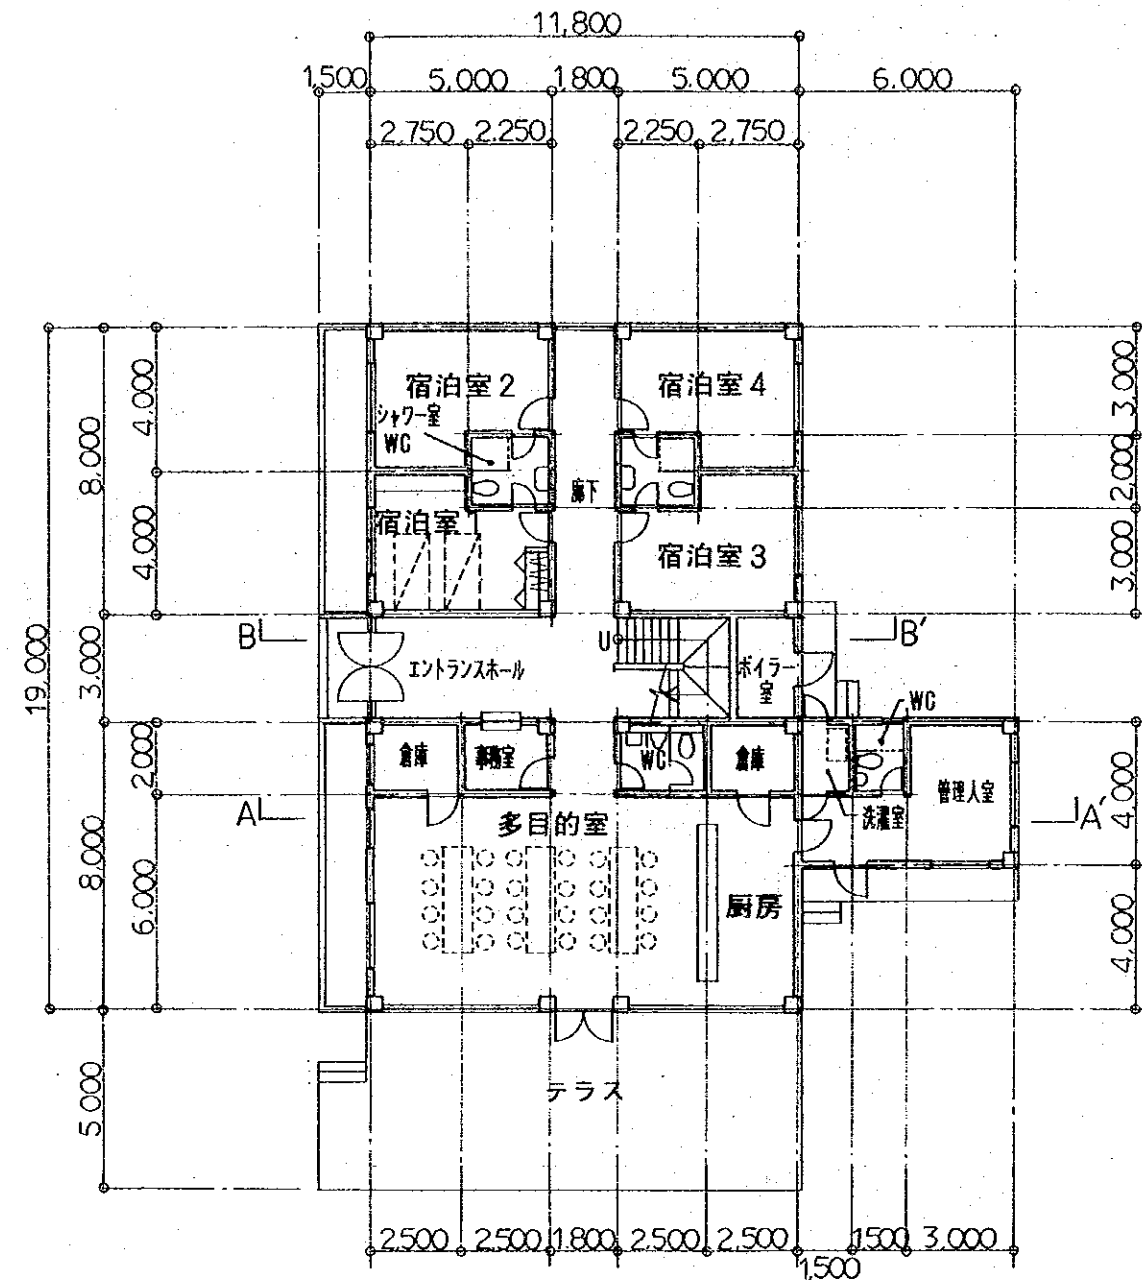 11,800
1,500
5,000
1,800
5.000
6.000
2,750
2.250
2,250
2,750
宿泊室2
シャワー室
WC
宿泊室4
廊下
宿泊室
宿泊室3
4.000
8.000
4.000
3.000
2,000
3,000
19,000
3,000
B
B′
エントランスホール
U
ボイラー
室
WC
倉庫
事務室
WC
倉庫
洗濯室
管理人室
2,000
A
A′
4,000
多目的室
厨房
8,000
6.000
4,000
テラス
5.000
2,500
2,500
1,800
2,500
2,500
1,500
1,500
3,000